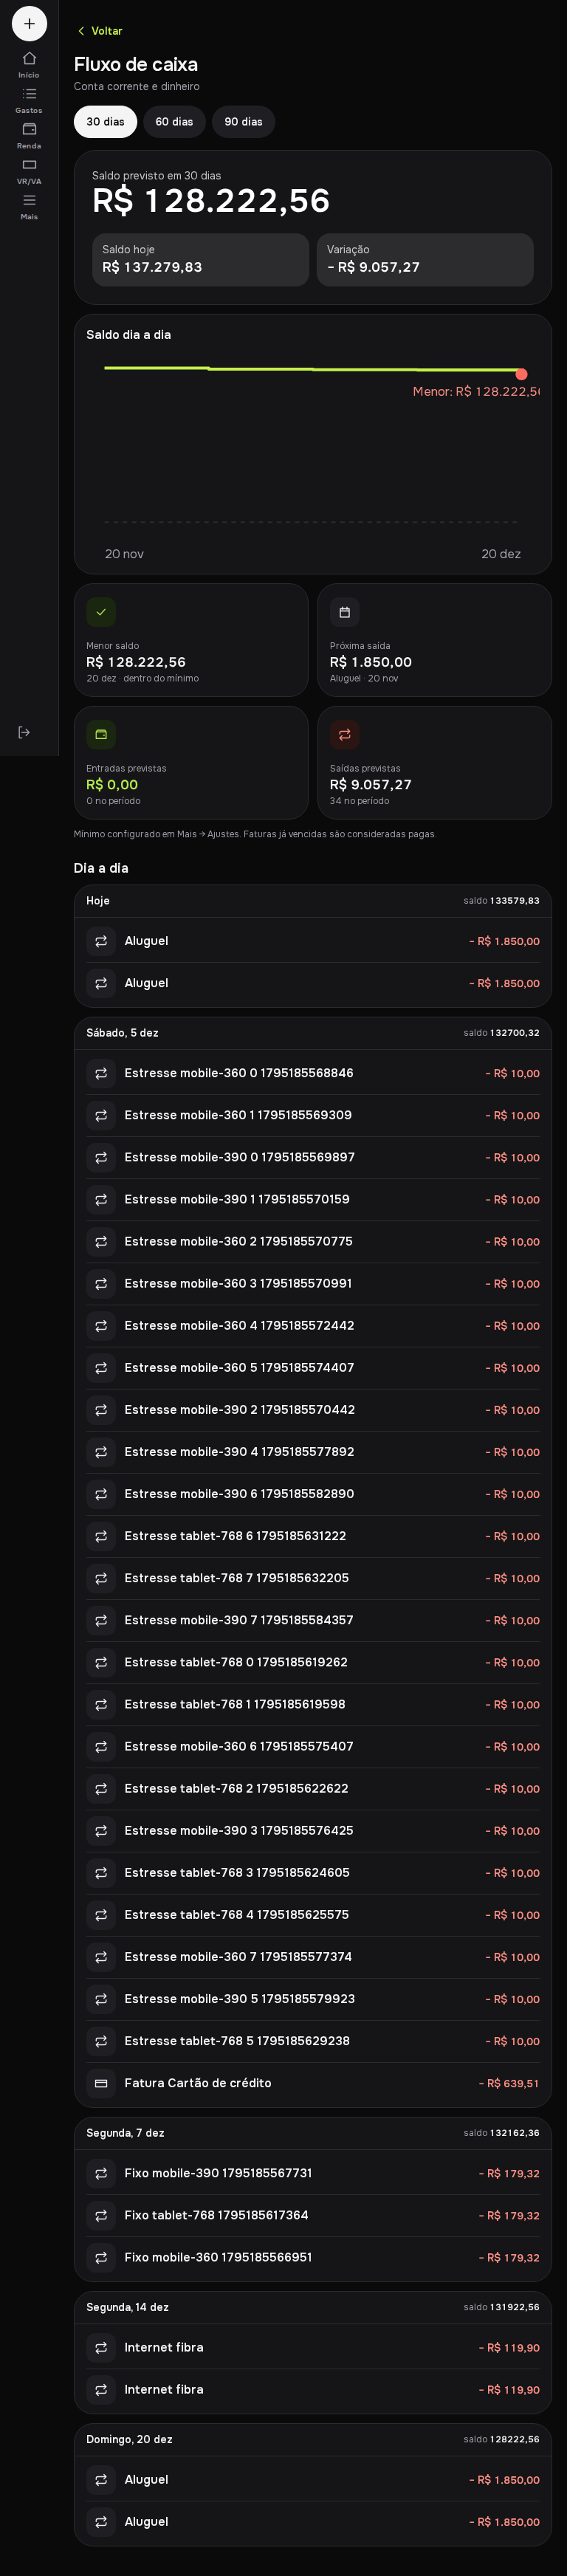 Início
Gastos
Renda
VR/VA
Mais
Voltar
Fluxo de caixa
Conta corrente e dinheiro
30 dias
60 dias
90 dias
Saldo previsto em 30 dias
R$ 128.222,56
Saldo hoje
R$ 137.279,83
Variação
− R$ 9.057,27
Saldo dia a dia
Menor: R$ 128.222,56
20 nov
20 dez
Menor saldo
R$ 128.222,56
20 dez · dentro do mínimo
Próxima saída
R$ 1.850,00
Aluguel · 20 nov
Entradas previstas
R$ 0,00
0 no período
Saídas previstas
R$ 9.057,27
34 no período
Mínimo configurado em Mais → Ajustes. Faturas já vencidas são consideradas pagas.
Dia a dia
Hoje saldo 133579,83
Aluguel − R$ 1.850,00
Aluguel − R$ 1.850,00
Sábado, 5 dez saldo 132700,32
Estresse mobile-360 0 1795185568846 − R$ 10,00
Estresse mobile-360 1 1795185569309 − R$ 10,00
Estresse mobile-390 0 1795185569897 − R$ 10,00
Estresse mobile-390 1 1795185570159 − R$ 10,00
Estresse mobile-360 2 1795185570775 − R$ 10,00
Estresse mobile-360 3 1795185570991 − R$ 10,00
Estresse mobile-360 4 1795185572442 − R$ 10,00
Estresse mobile-360 5 1795185574407 − R$ 10,00
Estresse mobile-390 2 1795185570442 − R$ 10,00
Estresse mobile-390 4 1795185577892 − R$ 10,00
Estresse mobile-390 6 1795185582890 − R$ 10,00
Estresse tablet-768 6 1795185631222 − R$ 10,00
Estresse tablet-768 7 1795185632205 − R$ 10,00
Estresse mobile-390 7 1795185584357 − R$ 10,00
Estresse tablet-768 0 1795185619262 − R$ 10,00
Estresse tablet-768 1 1795185619598 − R$ 10,00
Estresse mobile-360 6 1795185575407 − R$ 10,00
Estresse tablet-768 2 1795185622622 − R$ 10,00
Estresse mobile-390 3 1795185576425 − R$ 10,00
Estresse tablet-768 3 1795185624605 − R$ 10,00
Estresse tablet-768 4 1795185625575 − R$ 10,00
Estresse mobile-360 7 1795185577374 − R$ 10,00
Estresse mobile-390 5 1795185579923 − R$ 10,00
Estresse tablet-768 5 1795185629238 − R$ 10,00
Fatura Cartão de crédito − R$ 639,51
Segunda, 7 dez saldo 132162,36
Fixo mobile-390 1795185567731 − R$ 179,32
Fixo tablet-768 1795185617364 − R$ 179,32
Fixo mobile-360 1795185566951 − R$ 179,32
Segunda, 14 dez saldo 131922,56
Internet fibra − R$ 119,90
Internet fibra − R$ 119,90
Domingo, 20 dez saldo 128222,56
Aluguel − R$ 1.850,00
Aluguel − R$ 1.850,00